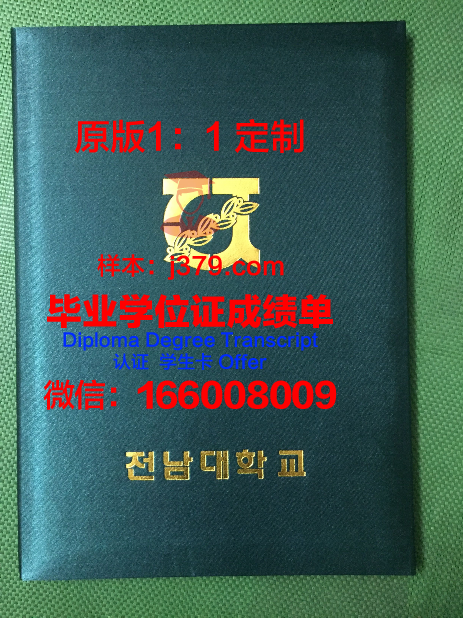 原版1：1 定制
样本：j379.com
毕业学位证成绩单
Diploma Degree Transcript
认证 学生卡 Offer
微信：166008009
전남대학교